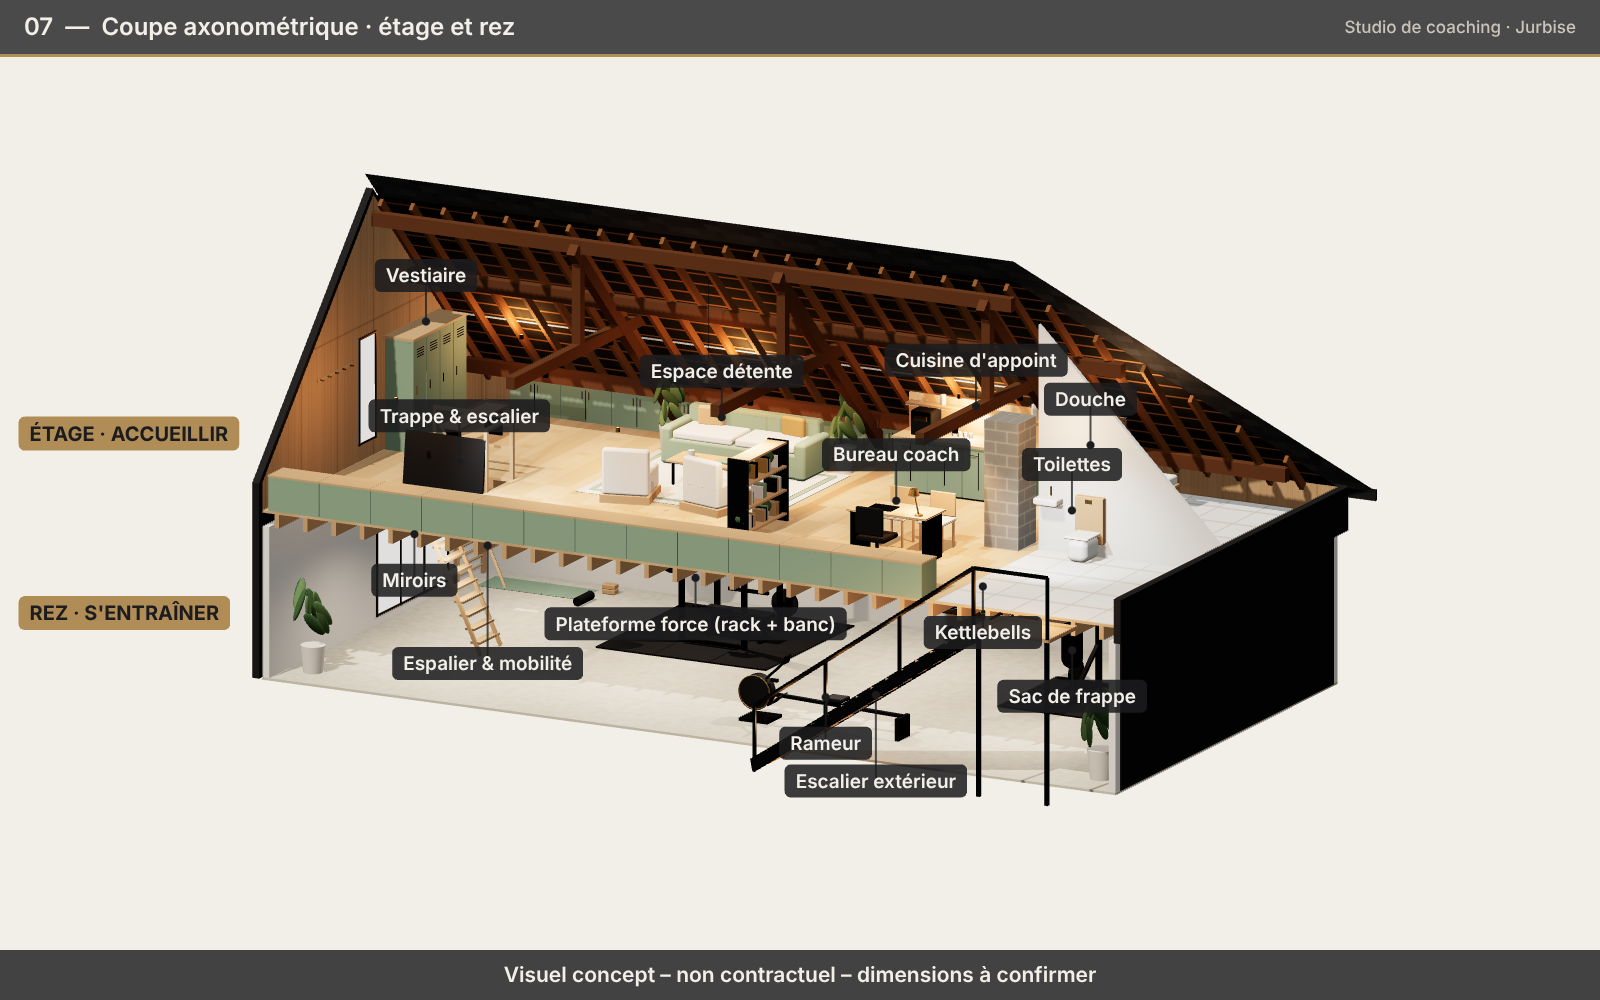 07 — Coupe axonométrique · étage et rez
Studio de coaching · Jurbise
Vestiaire
Cuisine d'appoint
Espace détente
Douche
Trappe & escalier
ÉTAGE · ACCUEILLIR
Bureau coach
Toilettes
Miroirs
REZ · S'ENTRAÎNER
Plateforme force (rack + banc)
Kettlebells
Espalier & mobilité
Sac de frappe
Rameur
Escalier extérieur
Visuel concept – non contractuel – dimensions à confirmer